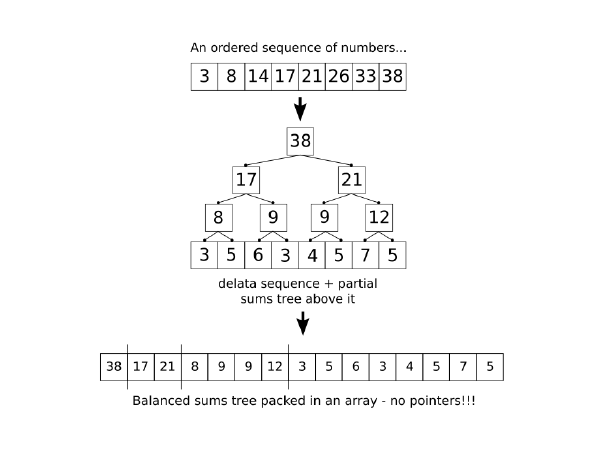 An ordered sequence of numbers...
3 8 14 17 21 26 33 38
38
17 21
8 9 9 12
3 5 6 3 4 5 7 5
delata sequence + partial
sums tree above it
38 17 21 8 9 9 12 3 5 6 3 4 5 7 5
Balanced sums tree packed in an array - no pointers!!!